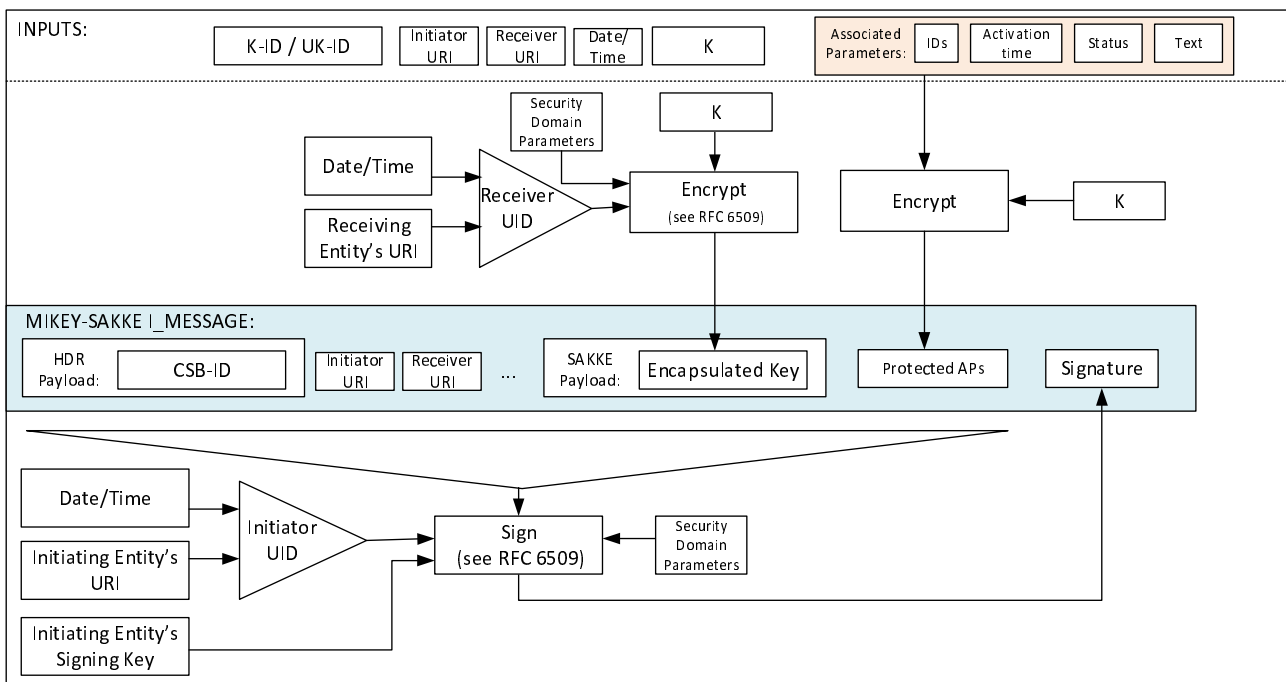 INPUTS:
K-ID / UK-ID
Initiator
URI
Receiver
URI
Date/
Time
K
Associated
Parameters:
IDs
Activation
time
Status
Text
Security
Domain
Parameters
K
Date/Time
Receiving
Entity's URI
Receiver
UID
Encrypt
(see RFC 6509)
Encrypt
K
MIKEY-SAKKE I_MESSAGE:
HDR
Payload:
CSB-ID
Initiator
URI
Receiver
URI
...
SAKKE
Payload:
Encapsulated Key
Protected APs
Signature
Date/Time
Initiating Entity's
URI
Initiating Entity's
Signing Key
Initiator
UID
Sign
(see RFC 6509)
Security
Domain
Parameters